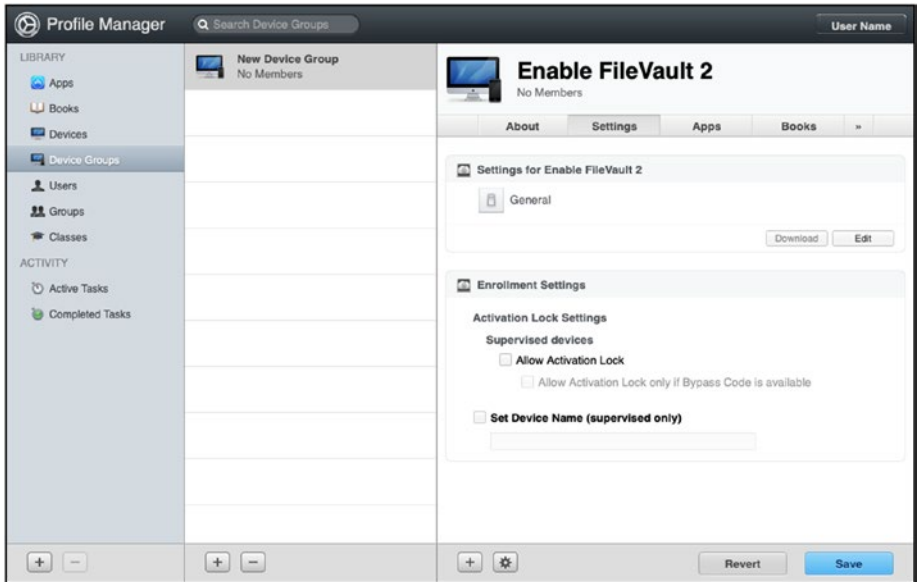 Profile Manager
Search Device Groups
User Name
LIBRARY
Apps
Books
Devices
Device Groups
Users
Groups
Classes
ACTIVITY
Active Tasks
Completed Tasks
New Device Group
No Members
Enable FileVault 2
No Members
About Settings Apps Books »
Settings for Enable FileVault 2
General
Download Edit
Enrollment Settings
Activation Lock Settings
Supervised devices
Allow Activation Lock
Allow Activation Lock only if Bypass Code is available
Set Device Name (supervised only)
Revert Save